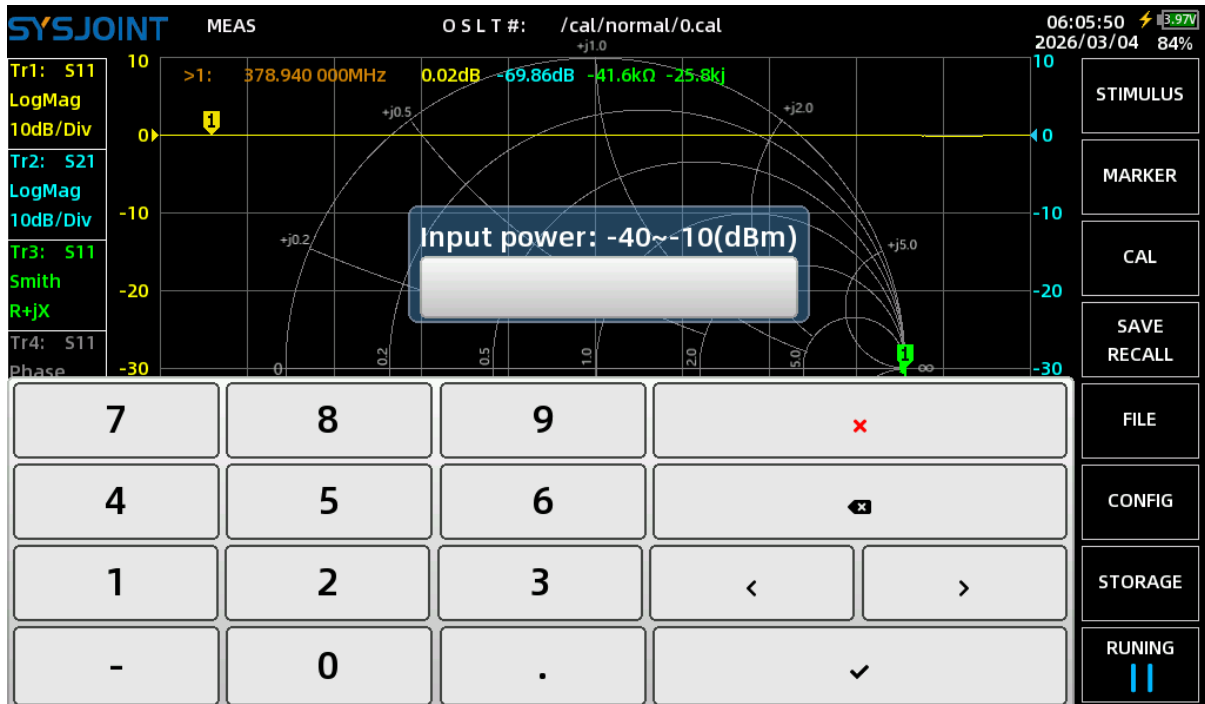 SYSJOINT MEAS O S L T #: /cal/normal/0.cal 06:05:50 3.97V
2026/03/04 84%
Tr1: S11
LogMag
10dB/Div
Tr2: S21
LogMag
10dB/Div
Tr3: S11
Smith
R+jX
Tr4: S11
Phase
10
0
-10
-20
-30
>1: 378.940 000MHz 0.02dB -69.86dB -41.6kΩ -25.8kj
1
+j1.0
+j0.5
+j2.0
+j0.2
+j5.0
0
0.2
0.5
1.0
2.0
5.0
1
∞
10
0
-10
-20
-30
Input power: -40~-10(dBm)
STIMULUS
MARKER
CAL
SAVE
RECALL
FILE
CONFIG
STORAGE
RUNING
7 8 9 ×
4 5 6
1 2 3 < >
- 0 . ✓